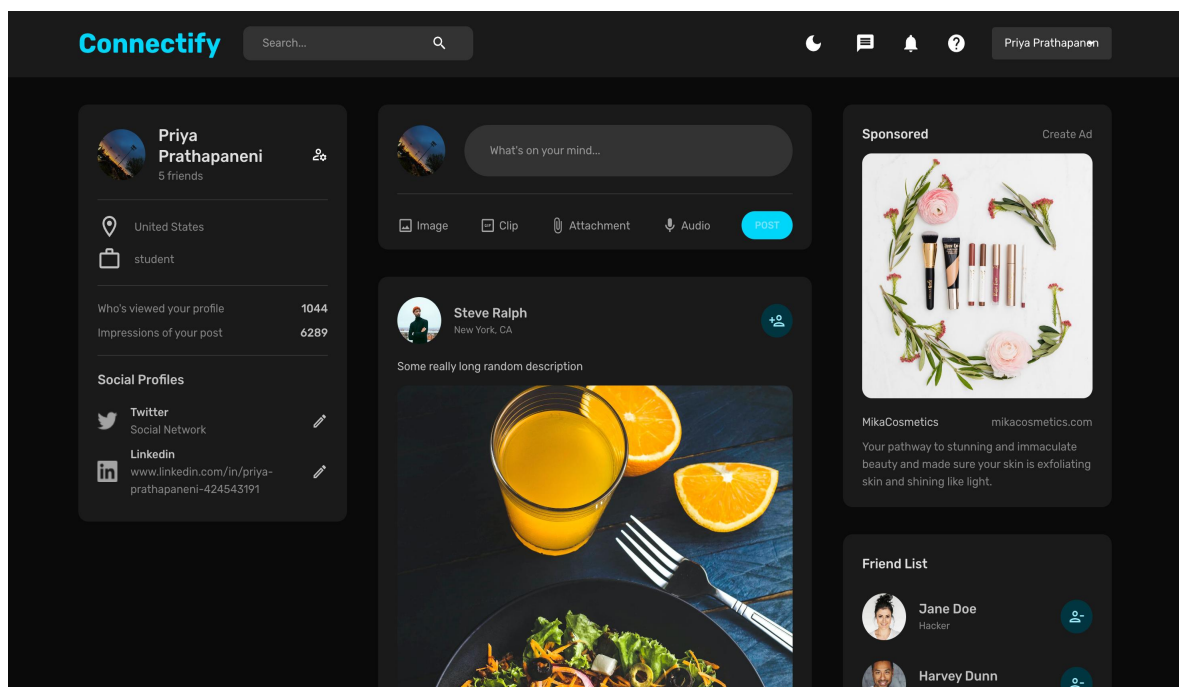 Connectify
Search...
Priya Prathapaneni
Priya
Prathapaneni
5 friends
United States
student
Who's viewed your profile 1044
Impressions of your post 6289
Social Profiles
Twitter
Social Network
Linkedin
www.linkedin.com/in/priya-
prathapaneni-424543191
What's on your mind...
Image Clip Attachment Audio POST
Steve Ralph
New York, CA
Some really long random description
Sponsored Create Ad
MikaCosmetics mikacosmetics.com
Your pathway to stunning and immaculate
beauty and made sure your skin is exfoliating
skin and shining like light.
Friend List
Jane Doe
Hacker
Harvey Dunn